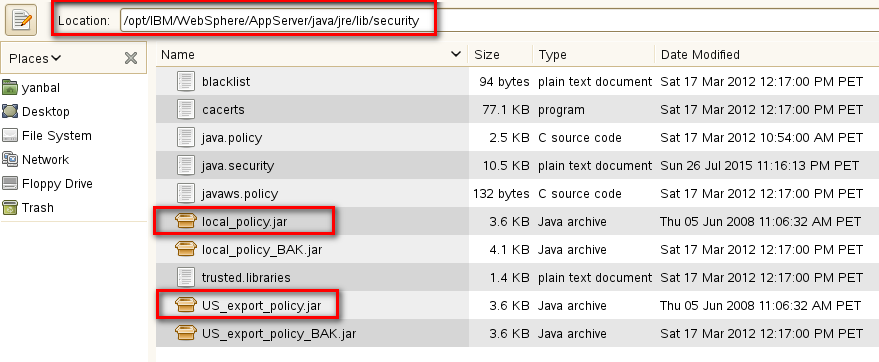 Location: /opt/IBM/WebSphere/AppServer/java/jre/lib/security
Places Name Size Type Date Modified
yanbal
Desktop
File System
Network
Floppy Drive
Trash
blacklist 94 bytes plain text document Sat 17 Mar 2012 12:17:00 PM PET
cacerts 77.1 KB program Sat 17 Mar 2012 12:17:00 PM PET
java.policy 2.5 KB C source code Sat 17 Mar 2012 10:54:00 AM PET
java.security 10.5 KB plain text document Sun 26 Jul 2015 11:16:13 PM PET
javaws.policy 132 bytes C source code Sat 17 Mar 2012 12:17:00 PM PET
local_policy.jar 3.6 KB Java archive Thu 05 Jun 2008 11:06:32 AM PET
local_policy_BAK.jar 4.1 KB Java archive Sat 17 Mar 2012 12:17:00 PM PET
trusted.libraries 1.4 KB plain text document Sat 17 Mar 2012 12:17:00 PM PET
US_export_policy.jar 3.6 KB Java archive Thu 05 Jun 2008 11:06:32 AM PET
US_export_policy_BAK.jar 3.6 KB Java archive Sat 17 Mar 2012 12:17:00 PM PET